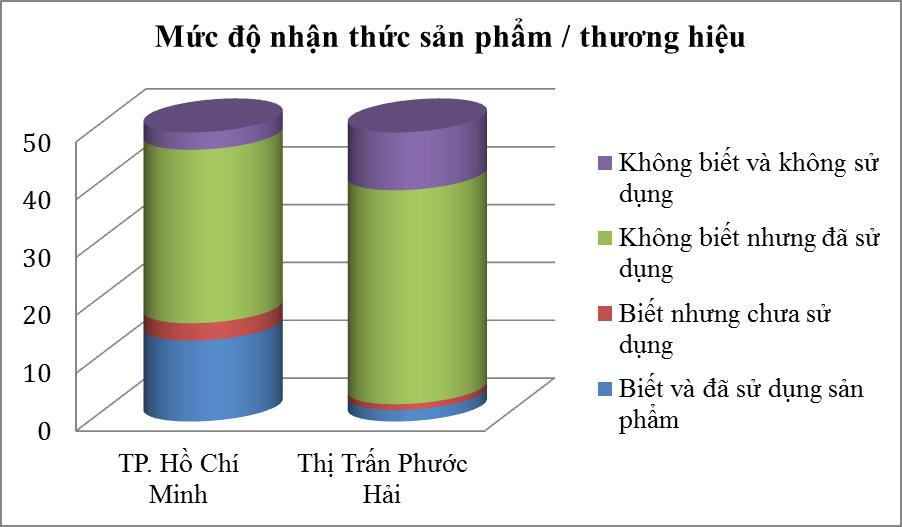 Mức độ nhận thức sản phẩm / thương hiệu
50
40
30
20
10
0
TP. Hồ Chí
Minh
Thị Trấn Phước
Hải
Không biết và không sử
dụng
Không biết nhưng đã sử
dụng
Biết nhưng chưa sử
dụng
Biết và đã sử dụng sản
phẩm